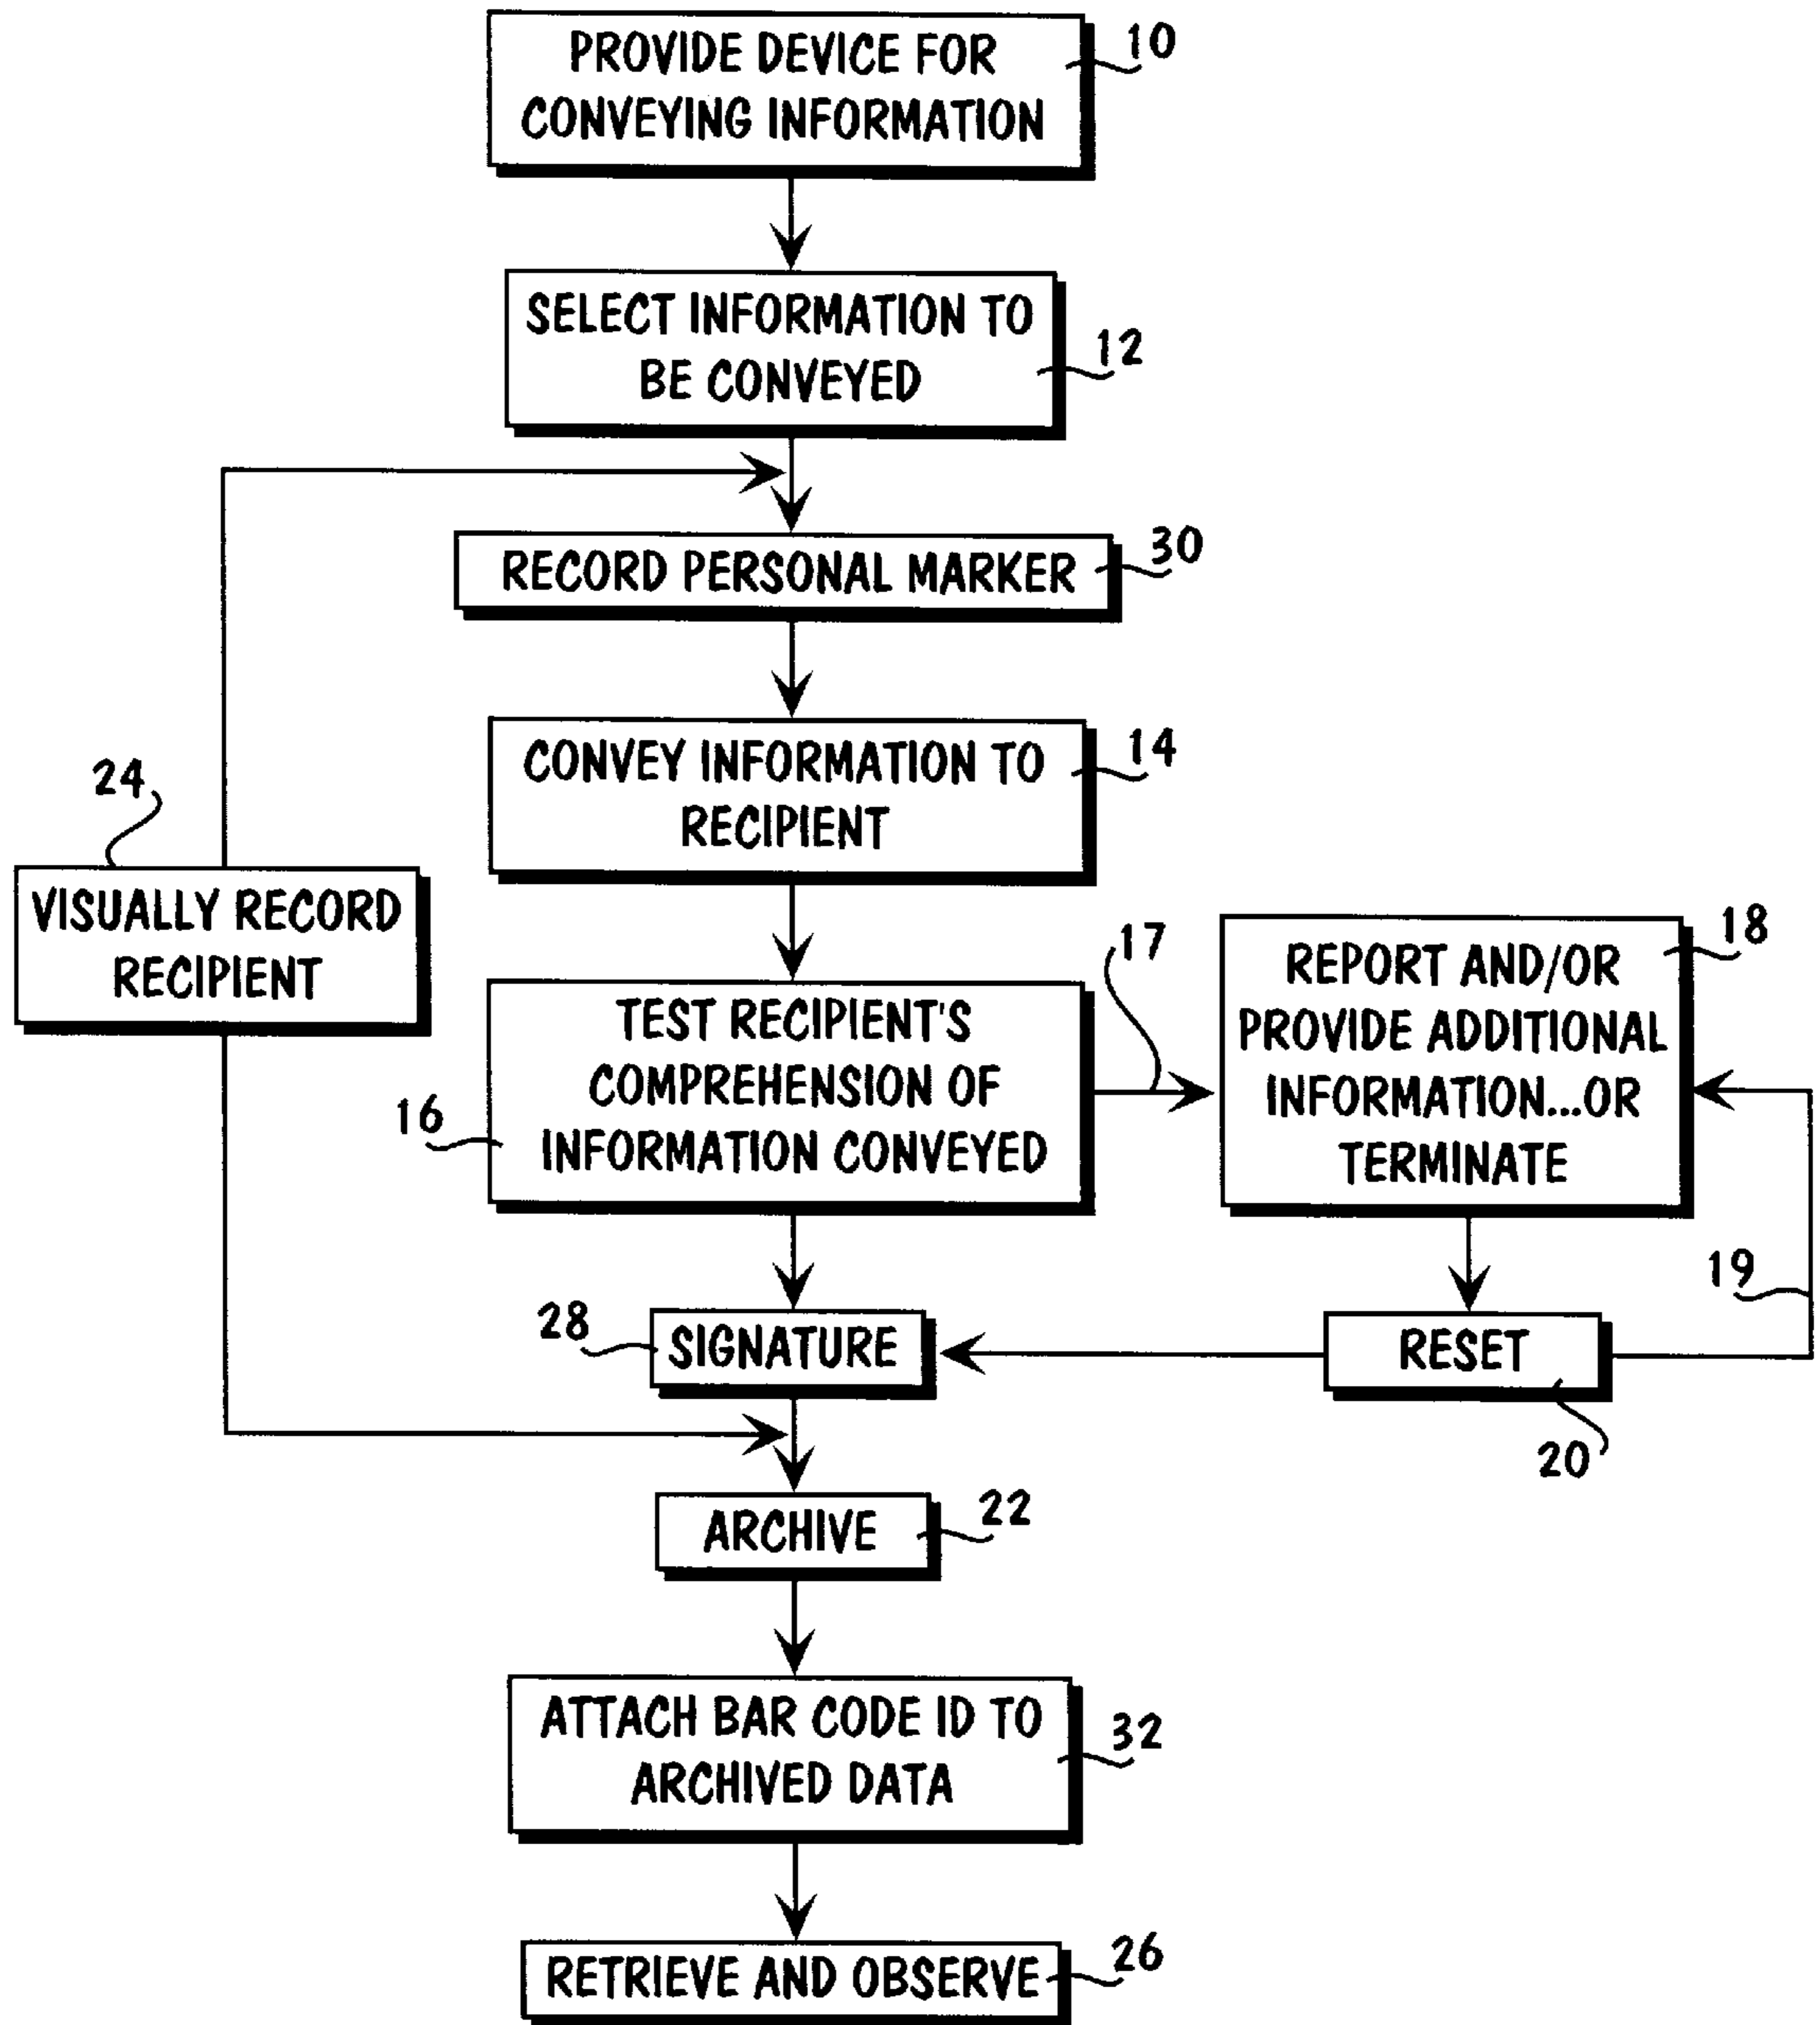 PROVIDE DEVICE FOR
CONVEYING INFORMATION
10
SELECT INFORMATION TO
BE CONVEYED
12
RECORD PERSONAL MARKER
30
CONVEY INFORMATION TO
RECIPIENT
14
24
VISUALLY RECORD
RECIPIENT
TEST RECIPIENT'S
COMPREHENSION OF
INFORMATION CONVEYED
16
17
REPORT AND/OR
PROVIDE ADDITIONAL
INFORMATION...OR
TERMINATE
18
19
28
SIGNATURE
RESET
20
ARCHIVE
22
ATTACH BAR CODE ID TO
ARCHIVED DATA
32
RETRIEVE AND OBSERVE
26